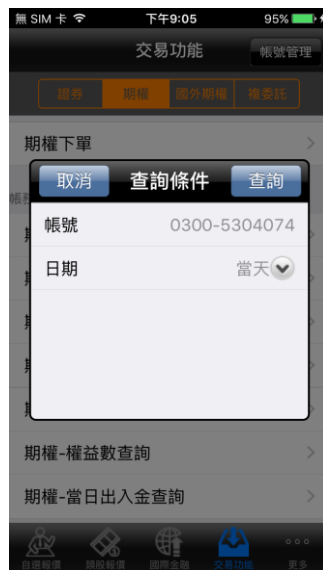 無 SIM 卡 下午9:05 95%
交易功能 帳號管理
證券 期權 國外期權 複委託
期權下單
取消 查詢條件 查詢
帳號 0300-5304074
日期 當天
期權-權益數查詢
期權-當日出入金查詢
自選報價 類股報價 國際金融 交易功能 更多